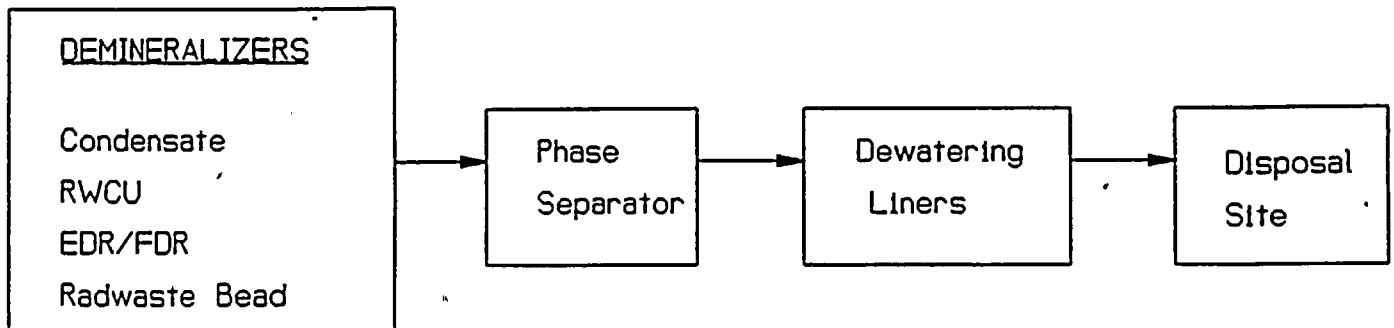 DEMINERALIZERS
Condensate
RWCU
EDR/FDR
Radwaste Bead
Phase
Separator
Dewatering
Liners
Disposal
Site